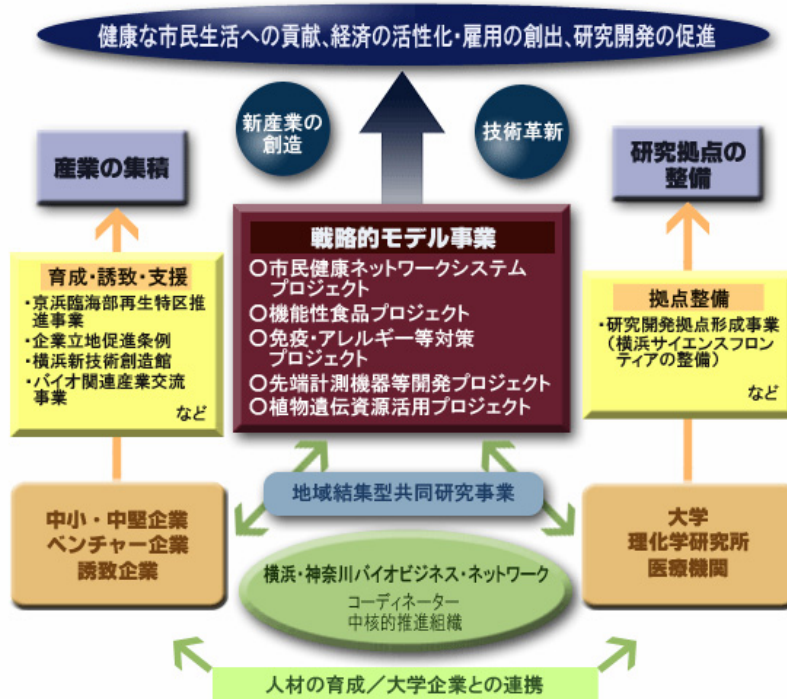 健康な市民生活への貢献、経済の活性化・雇用の創出、研究開発の促進
新産業の
創造
技術革新
産業の集積
研究拠点の
整備
戦略的モデル事業
〇市民健康ネットワークシステム
プロジェクト
〇機能性食品プロジェクト
〇免疫・アレルギー等対策
プロジェクト
〇先端計測機器等開発プロジェクト
〇植物遺伝資源活用プロジェクト
育成・誘致・支援
・京浜臨海部再生特区推
進事業
・企業立地促進条例
・横浜新技術創造館
・バイオ関連産業交流
事業
など
拠点整備
・研究開発拠点形成事業
（横浜サイエンスフロン
ティアの整備）
など
地域結集型共同研究事業
中小・中堅企業
ベンチャー企業
誘致企業
大学
理化学研究所
医療機関
横浜・神奈川バイオビジネス・ネットワーク
コーディネーター
中核的推進組織
人材の育成／大学企業との連携